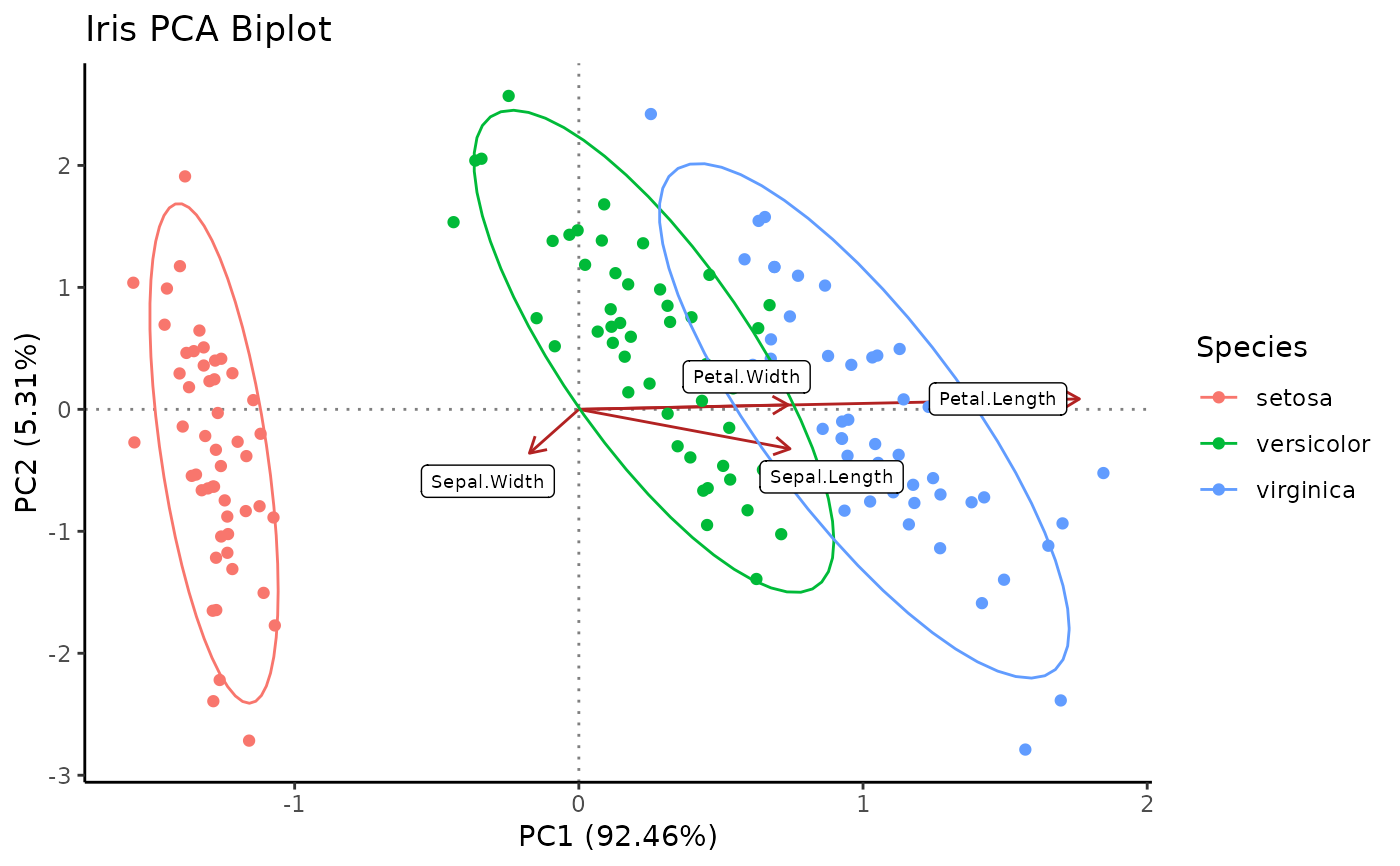 Iris PCA Biplot
PC2 (5.31%)
2
1
0
-1
-2
-3
Petal.Width
Petal.Length
Sepal.Width
Sepal.Length
-1
0
1
2
PC1 (92.46%)
Species
setosa
versicolor
virginica